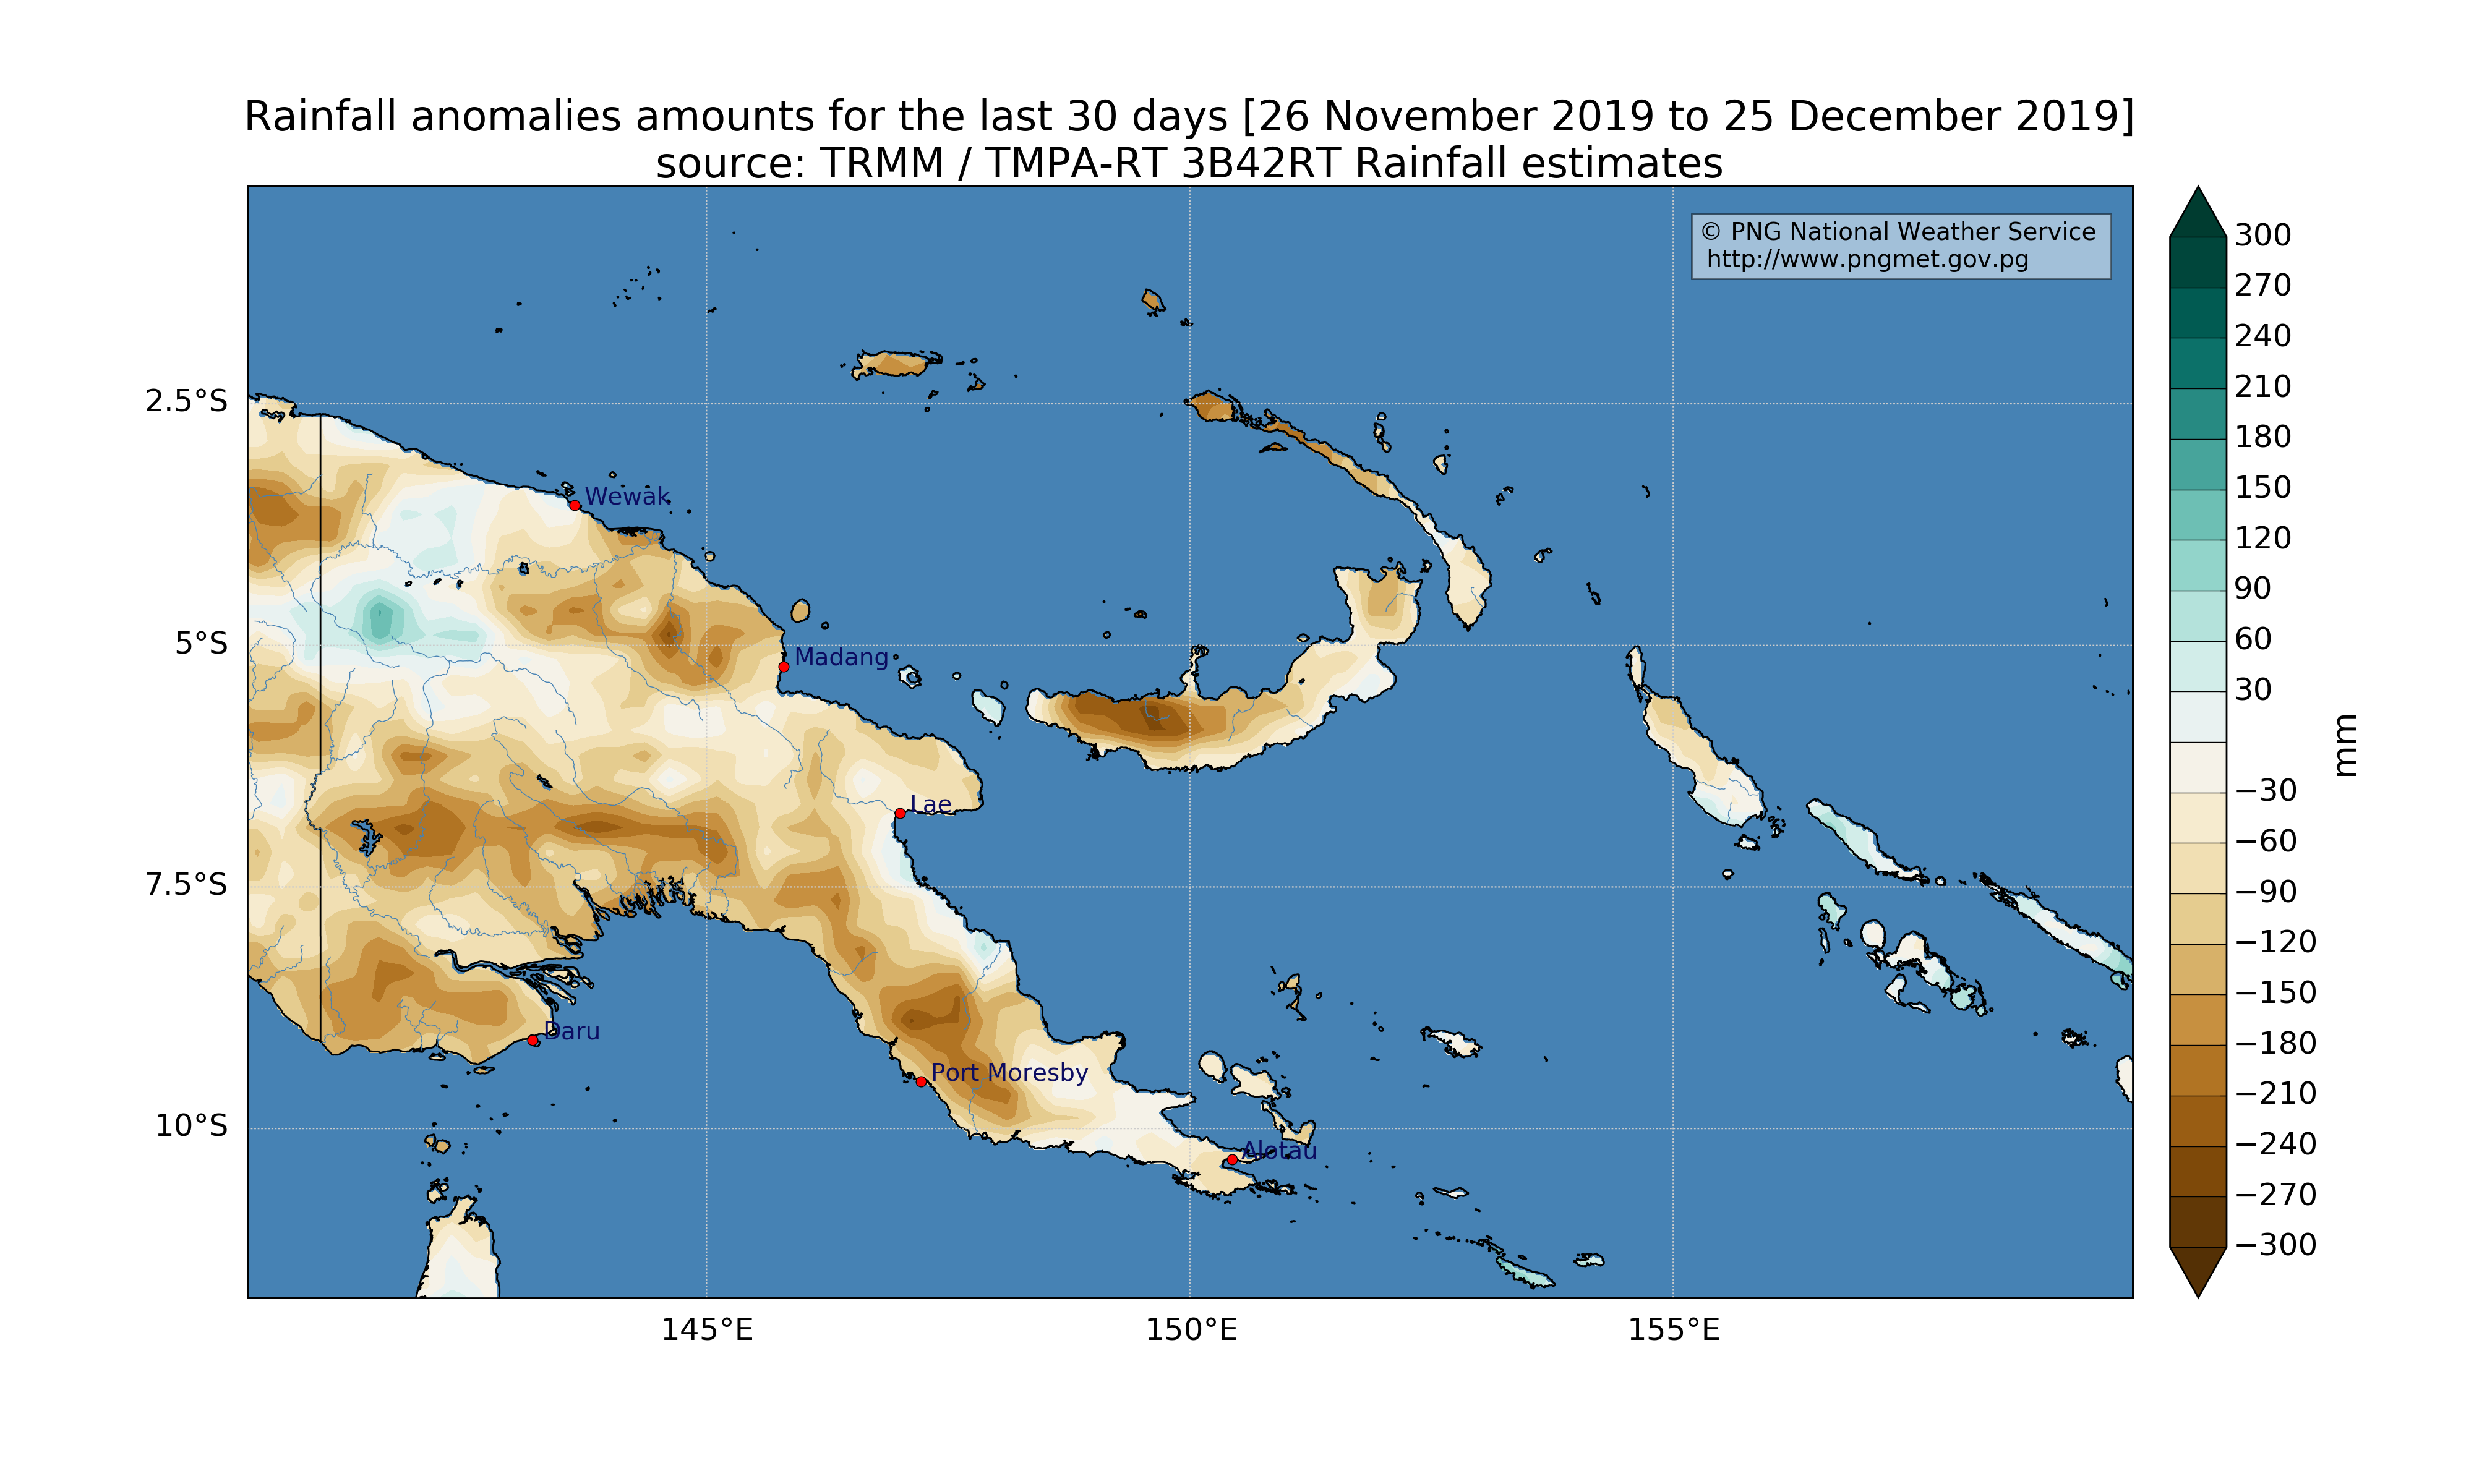 Rainfall anomalies amounts for the last 30 days [26 November 2019 to 25 December 2019]
source: TRMM / TMPA-RT 3B42RT Rainfall estimates
© PNG National Weather Service
http://www.pngmet.gov.pg
2.5°S
5°S
7.5°S
10°S
145°E
150°E
155°E
Wewak
Madang
Lae
Daru
Port Moresby
Alotau
300
270
240
210
180
150
120
90
60
30
−30
−60
−90
−120
−150
−180
−210
−240
−270
−300
mm